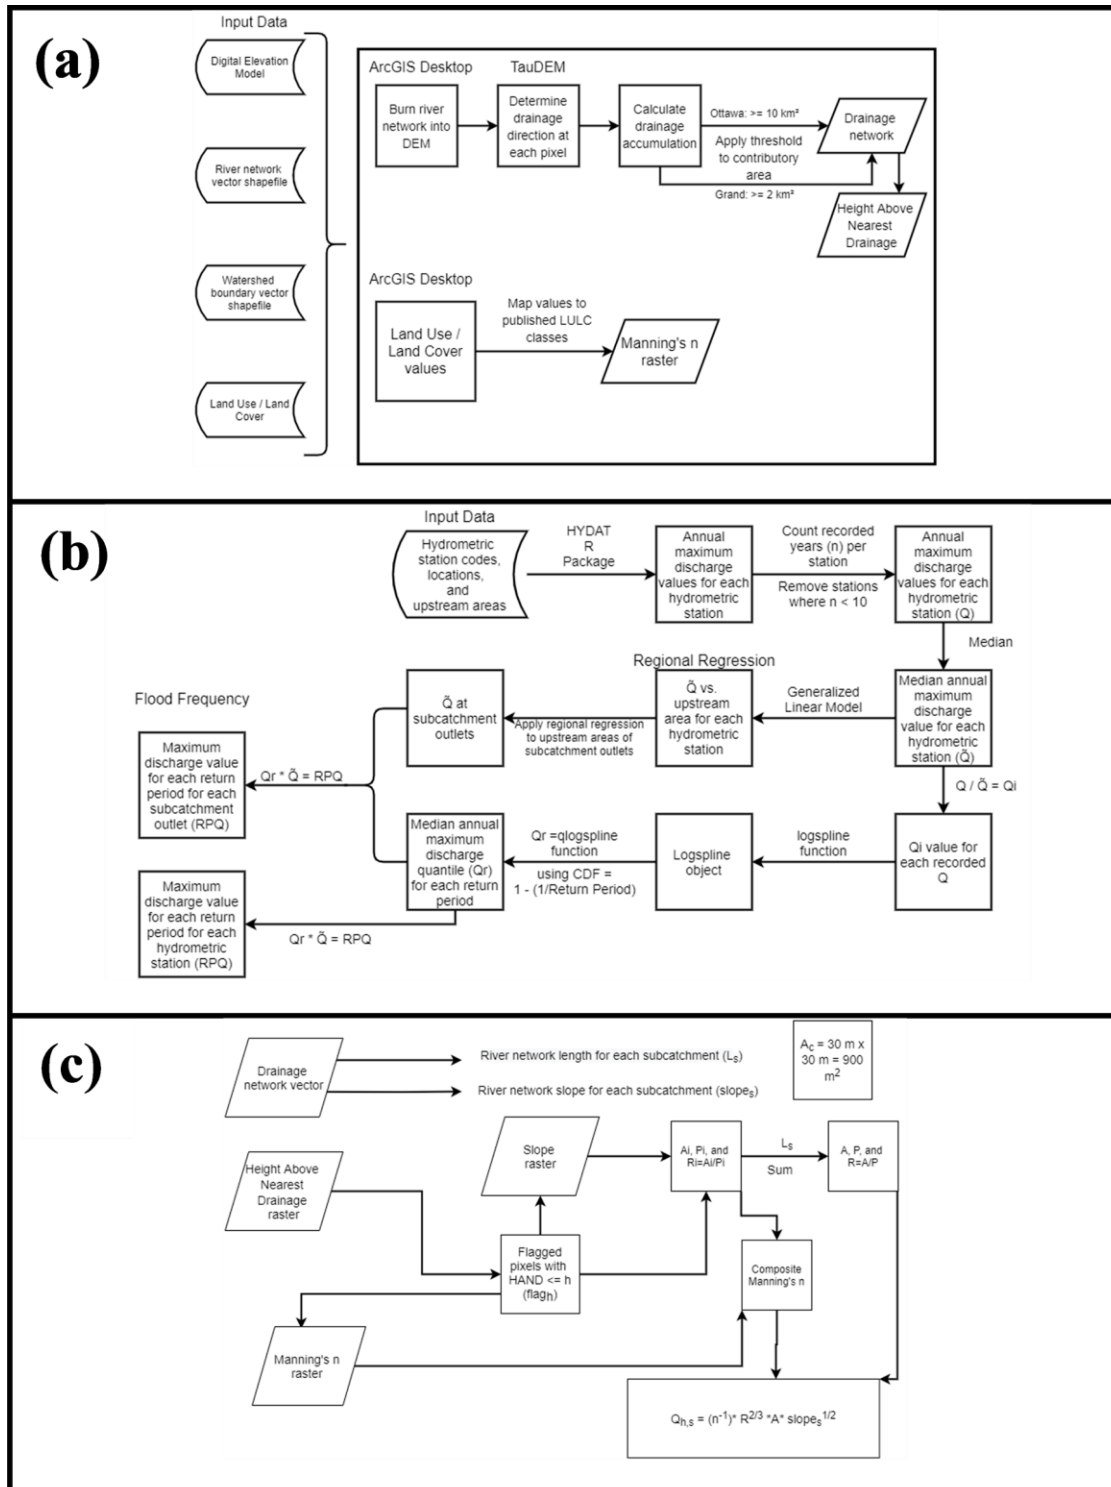 (a)
Input Data
Digital Elevation
Model
River network
vector shapefile
Watershed
boundary vector
shapefile
Land Use / Land
Cover
ArcGIS Desktop
TauDEM
Burn river
network into
DEM
Determine
drainage
direction at
each pixel
Calculate
drainage
accumulation
Ottawa: >= 10 km²
Apply threshold
to contributory
area
Grand: >= 2 km²
Drainage
network
Height Above
Nearest
Drainage
ArcGIS Desktop
Land Use /
Land Cover
values
Map values to
published LULC
classes
Manning's n
raster
(b)
Input Data
Hydrometric
station codes,
locations,
and
upstream areas
HYDAT
R
Package
Annual
maximum
discharge
values for each
hydrometric
station
Count recorded
years (n) per
station
Remove stations
where n < 10
Annual
maximum
discharge
values for each
hydrometric
station (Q)
Median
Median annual
maximum
discharge
value for each
hydrometric
station (Q̃)
Generalized
Linear Model
Regional Regression
Q̃ vs.
upstream
area for each
hydrometric
station
Apply regional regression
to upstream areas of
subcatchment outlets
Q̃ at
subcatchment
outlets
Flood Frequency
Maximum
discharge value
for each return
period for each
subcatchment
outlet (RPQ)
Qr * Q̃ = RPQ
Q / Q̃ = Qi
Qi value for
each recorded
Q
logspline
function
Logspline
object
Qr =qlogspline
function
using CDF =
1 - (1/Return Period)
Median annual
maximum
discharge
quantile (Qr)
for each return
period
Qr * Q̃ = RPQ
Maximum
discharge value
for each return
period for each
hydrometric
station (RPQ)
(c)
Drainage
network vector
River network length for each subcatchment (Lₛ)
River network slope for each subcatchment (slopeₛ)
A꜀ = 30 m x
30 m = 900
m²
Height Above
Nearest
Drainage
raster
Slope
raster
Ai, Pi, and
Ri=Ai/Pi
Lₛ
Sum
A, P, and
R=A/P
Flagged
pixels with
HAND <= h
(flagₕ)
Composite
Manning's n
Manning's n
raster
Qₕ,ₛ = (n⁻¹)* R²ᐟ³ *A* slopeₛ¹ᐟ²